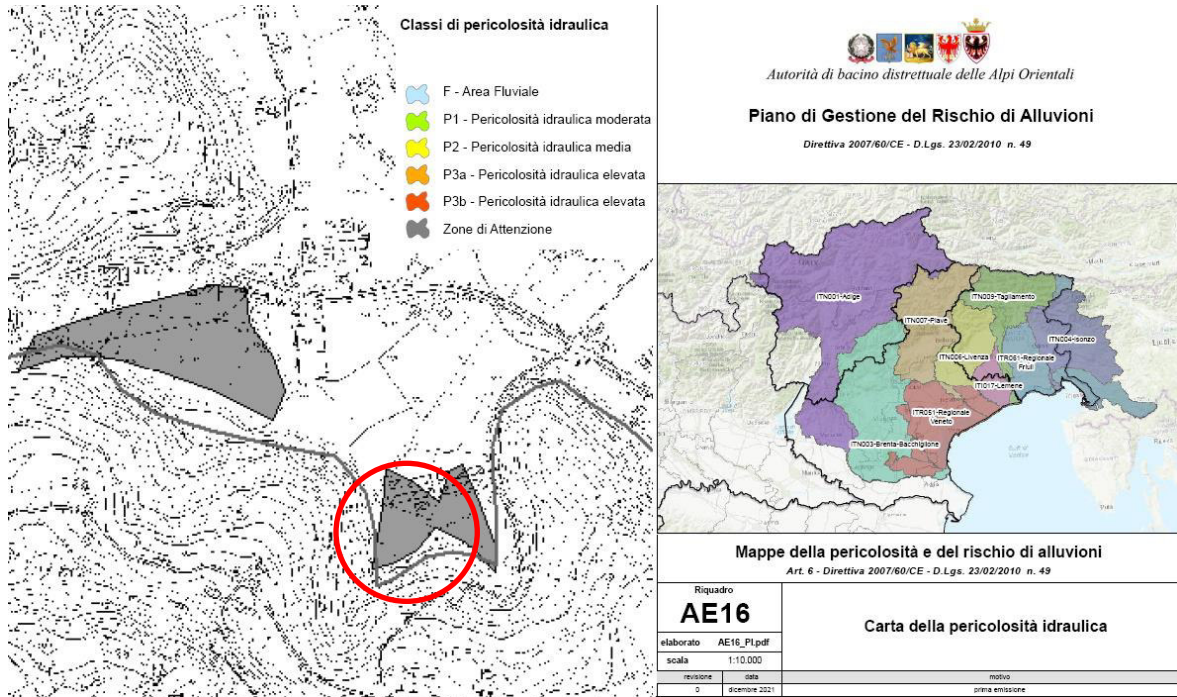 Classi di pericolosità idraulica
F - Area Fluviale
P1 - Pericolosità idraulica moderata
P2 - Pericolosità idraulica media
P3a - Pericolosità idraulica elevata
P3b - Pericolosità idraulica elevata
Zone di Attenzione
Autorità di bacino distrettuale delle Alpi Orientali
Piano di Gestione del Rischio di Alluvioni
Direttiva 2007/60/CE - D.Lgs. 23/02/2010 n. 49
ITN001-Adige
ITN009-Tagliamento
ITN007-Piave
ITN004-Isonzo
ITN006-Livenza
ITR061-Regionale
Friuli
ITI017-Lemene
ITR051-Regionale
Veneto
ITN003-Brenta-Bacchiglione
Mappe della pericolosità e del rischio di alluvioni
Art. 6 - Direttiva 2007/60/CE - D.Lgs. 23/02/2010 n. 49
Riquadro
AE16
Carta della pericolosità idraulica
elaborato AE16_PI.pdf
scala 1:10.000
revisione data motivo
0 dicembre 2021 prima emissione